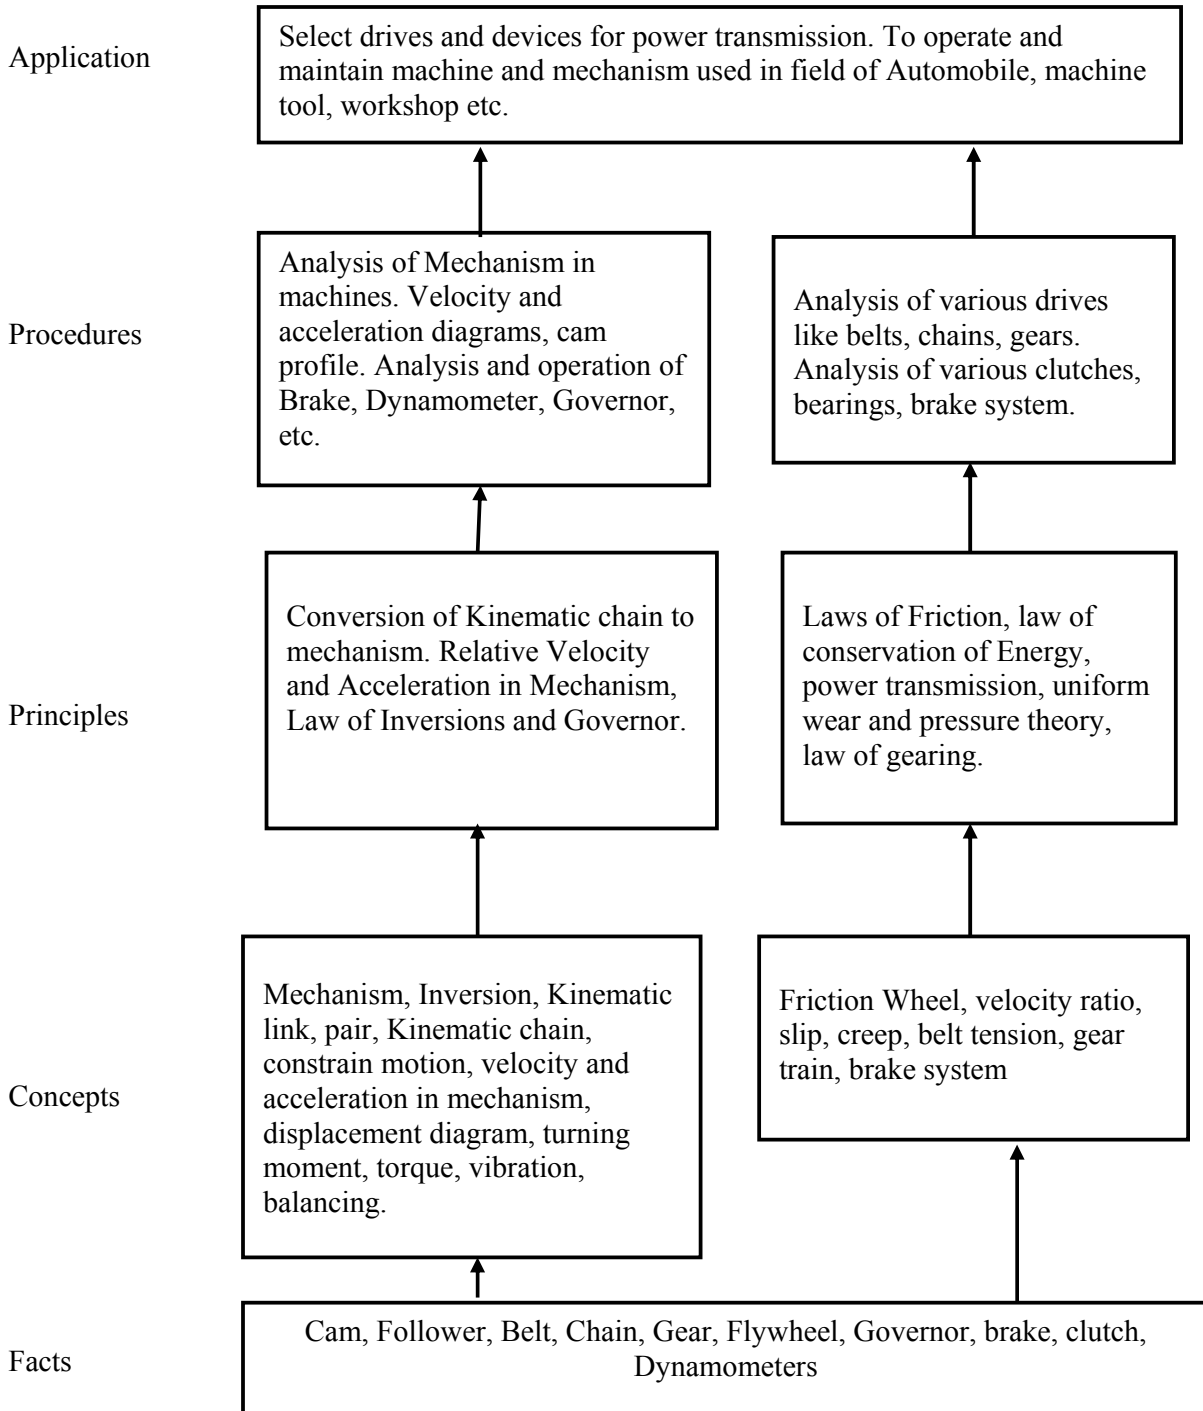 Application
Select drives and devices for power transmission. To operate and
maintain machine and mechanism used in field of Automobile, machine
tool, workshop etc.
Procedures
Analysis of Mechanism in
machines. Velocity and
acceleration diagrams, cam
profile. Analysis and operation of
Brake, Dynamometer, Governor,
etc.
Analysis of various drives
like belts, chains, gears.
Analysis of various clutches,
bearings, brake system.
Principles
Conversion of Kinematic chain to
mechanism. Relative Velocity
and Acceleration in Mechanism,
Law of Inversions and Governor.
Laws of Friction, law of
conservation of Energy,
power transmission, uniform
wear and pressure theory,
law of gearing.
Concepts
Mechanism, Inversion, Kinematic
link, pair, Kinematic chain,
constrain motion, velocity and
acceleration in mechanism,
displacement diagram, turning
moment, torque, vibration,
balancing.
Friction Wheel, velocity ratio,
slip, creep, belt tension, gear
train, brake system
Facts
Cam, Follower, Belt, Chain, Gear, Flywheel, Governor, brake, clutch,
Dynamometers